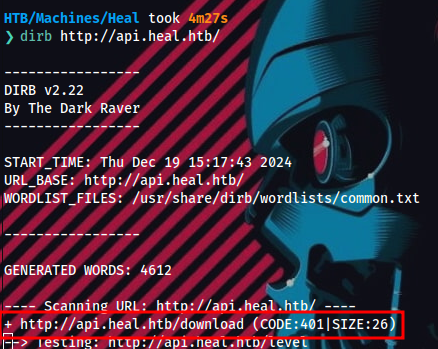 HTB/Machines/Heal took 4m27s
❯ dirb http://api.heal.htb/
-----------------
DIRB v2.22
By The Dark Raver
-----------------
START_TIME: Thu Dec 19 15:17:43 2024
URL_BASE: http://api.heal.htb/
WORDLIST_FILES: /usr/share/dirb/wordlists/common.txt
-----------------
GENERATED WORDS: 4612
---- Scanning URL: http://api.heal.htb/ ----
+ http://api.heal.htb/download (CODE:401|SIZE:26)
--> Testing: http://api.heal.htb/level